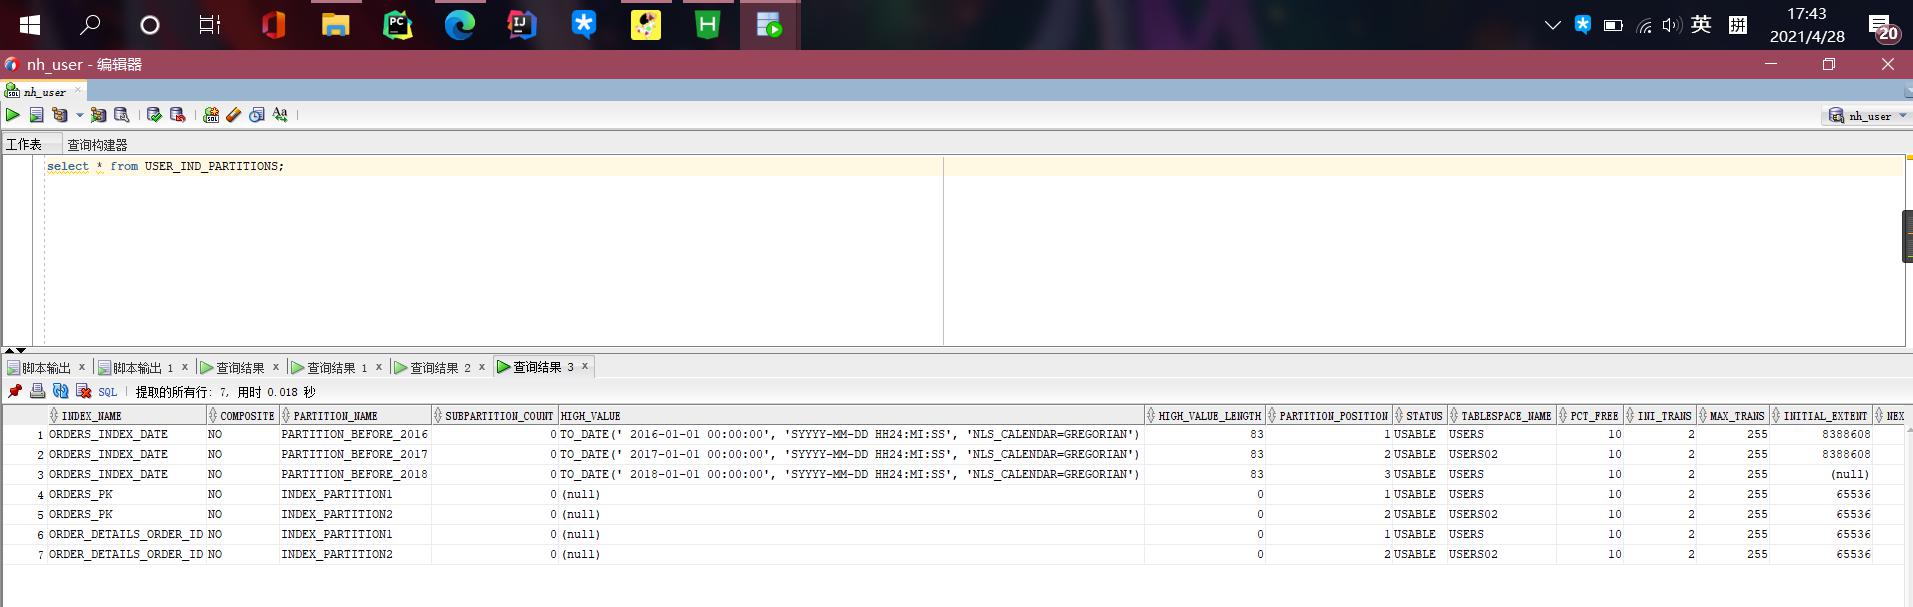 17:43
英
拼
2021/4/28
20
nh_user - 编辑器
nh_user
nh_user
工作表 查询构建器
select * from USER_IND_PARTITIONS;
脚本输出 × 脚本输出 1 × 查询结果 × 查询结果 1 × 查询结果 2 × 查询结果 3 ×
SQL 提取的所有行: 7, 用时 0.018 秒
INDEX_NAME COMPOSITE PARTITION_NAME SUBPARTITION_COUNT HIGH_VALUE HIGH_VALUE_LENGTH PARTITION_POSITION STATUS TABLESPACE_NAME PCT_FREE INI_TRANS MAX_TRANS INITIAL_EXTENT NEX
1 ORDERS_INDEX_DATE NO PARTITION_BEFORE_2016 0 TO_DATE(' 2016-01-01 00:00:00', 'SYYYY-MM-DD HH24:MI:SS', 'NLS_CALENDAR=GREGORIAN') 83 1 USABLE USERS 10 2 255 8388608
2 ORDERS_INDEX_DATE NO PARTITION_BEFORE_2017 0 TO_DATE(' 2017-01-01 00:00:00', 'SYYYY-MM-DD HH24:MI:SS', 'NLS_CALENDAR=GREGORIAN') 83 2 USABLE USERS02 10 2 255 8388608
3 ORDERS_INDEX_DATE NO PARTITION_BEFORE_2018 0 TO_DATE(' 2018-01-01 00:00:00', 'SYYYY-MM-DD HH24:MI:SS', 'NLS_CALENDAR=GREGORIAN') 83 3 USABLE USERS 10 2 255 (null)
4 ORDERS_PK NO INDEX_PARTITION1 0 (null) 0 1 USABLE USERS 10 2 255 65536
5 ORDERS_PK NO INDEX_PARTITION2 0 (null) 0 2 USABLE USERS02 10 2 255 65536
6 ORDER_DETAILS_ORDER_ID NO INDEX_PARTITION1 0 (null) 0 1 USABLE USERS 10 2 255 65536
7 ORDER_DETAILS_ORDER_ID NO INDEX_PARTITION2 0 (null) 0 2 USABLE USERS02 10 2 255 65536